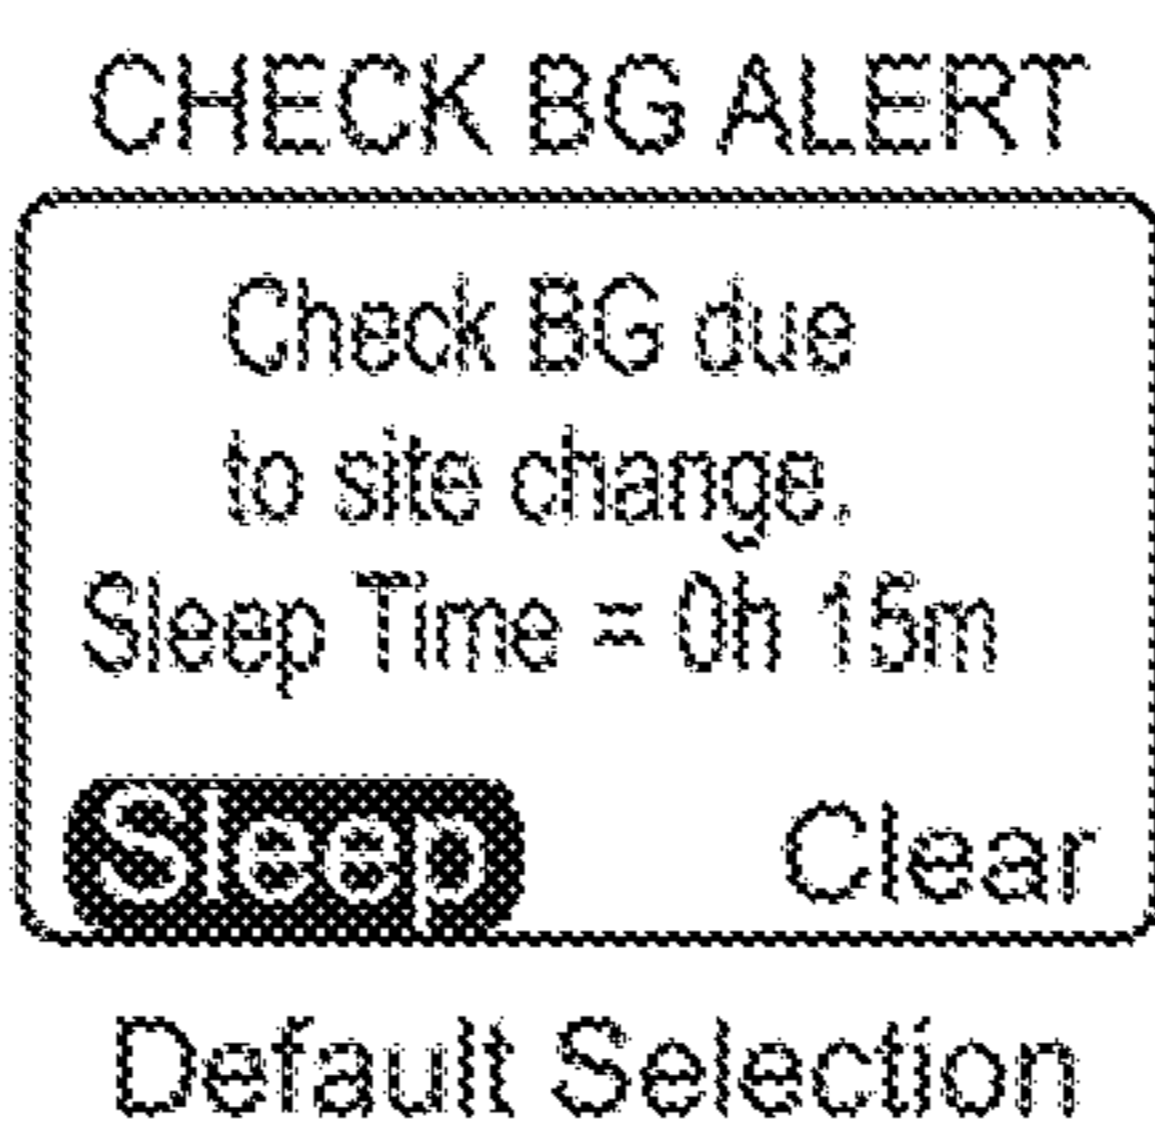 CHECK BG ALERT
Check BG due
to site change.
Sleep Time = 0h 15m
Sleep Clear
Default Selection